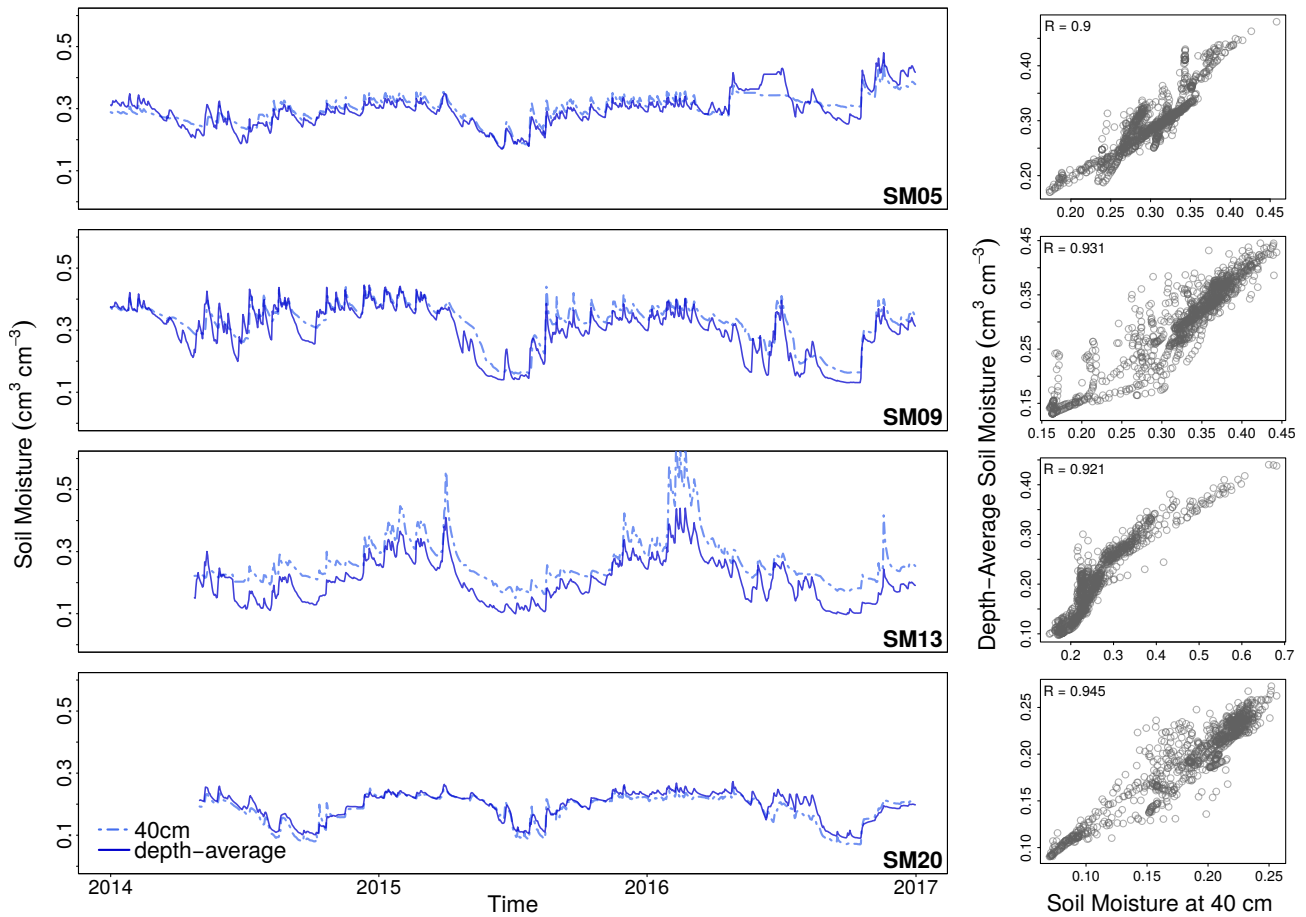 Soil Moisture (cm³ cm⁻³)
0.1 0.3 0.5
SM05
0.1 0.3 0.5
SM09
0.1 0.3 0.5
SM13
0.1 0.3 0.5
40cm
depth−average
SM20
2014 2015 2016 2017
Time
Depth−Average Soil Moisture (cm³ cm⁻³)
R = 0.9
0.20 0.30 0.40
0.20 0.25 0.30 0.35 0.40 0.45
R = 0.931
0.15 0.25 0.35 0.45
0.15 0.20 0.25 0.30 0.35 0.40 0.45
R = 0.921
0.10 0.20 0.30 0.40
0.2 0.3 0.4 0.5 0.6 0.7
R = 0.945
0.10 0.15 0.20 0.25
0.10 0.15 0.20 0.25
Soil Moisture at 40 cm